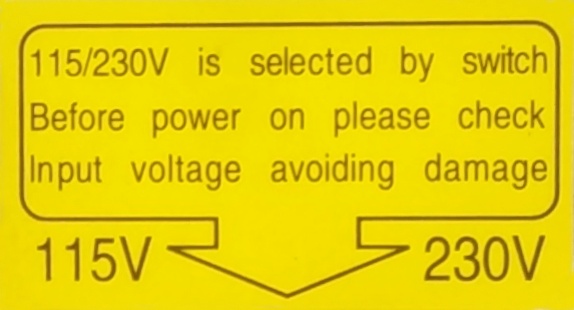 115/230V is selected by switch
Before power on please check
Input voltage avoiding damage
115V 230V